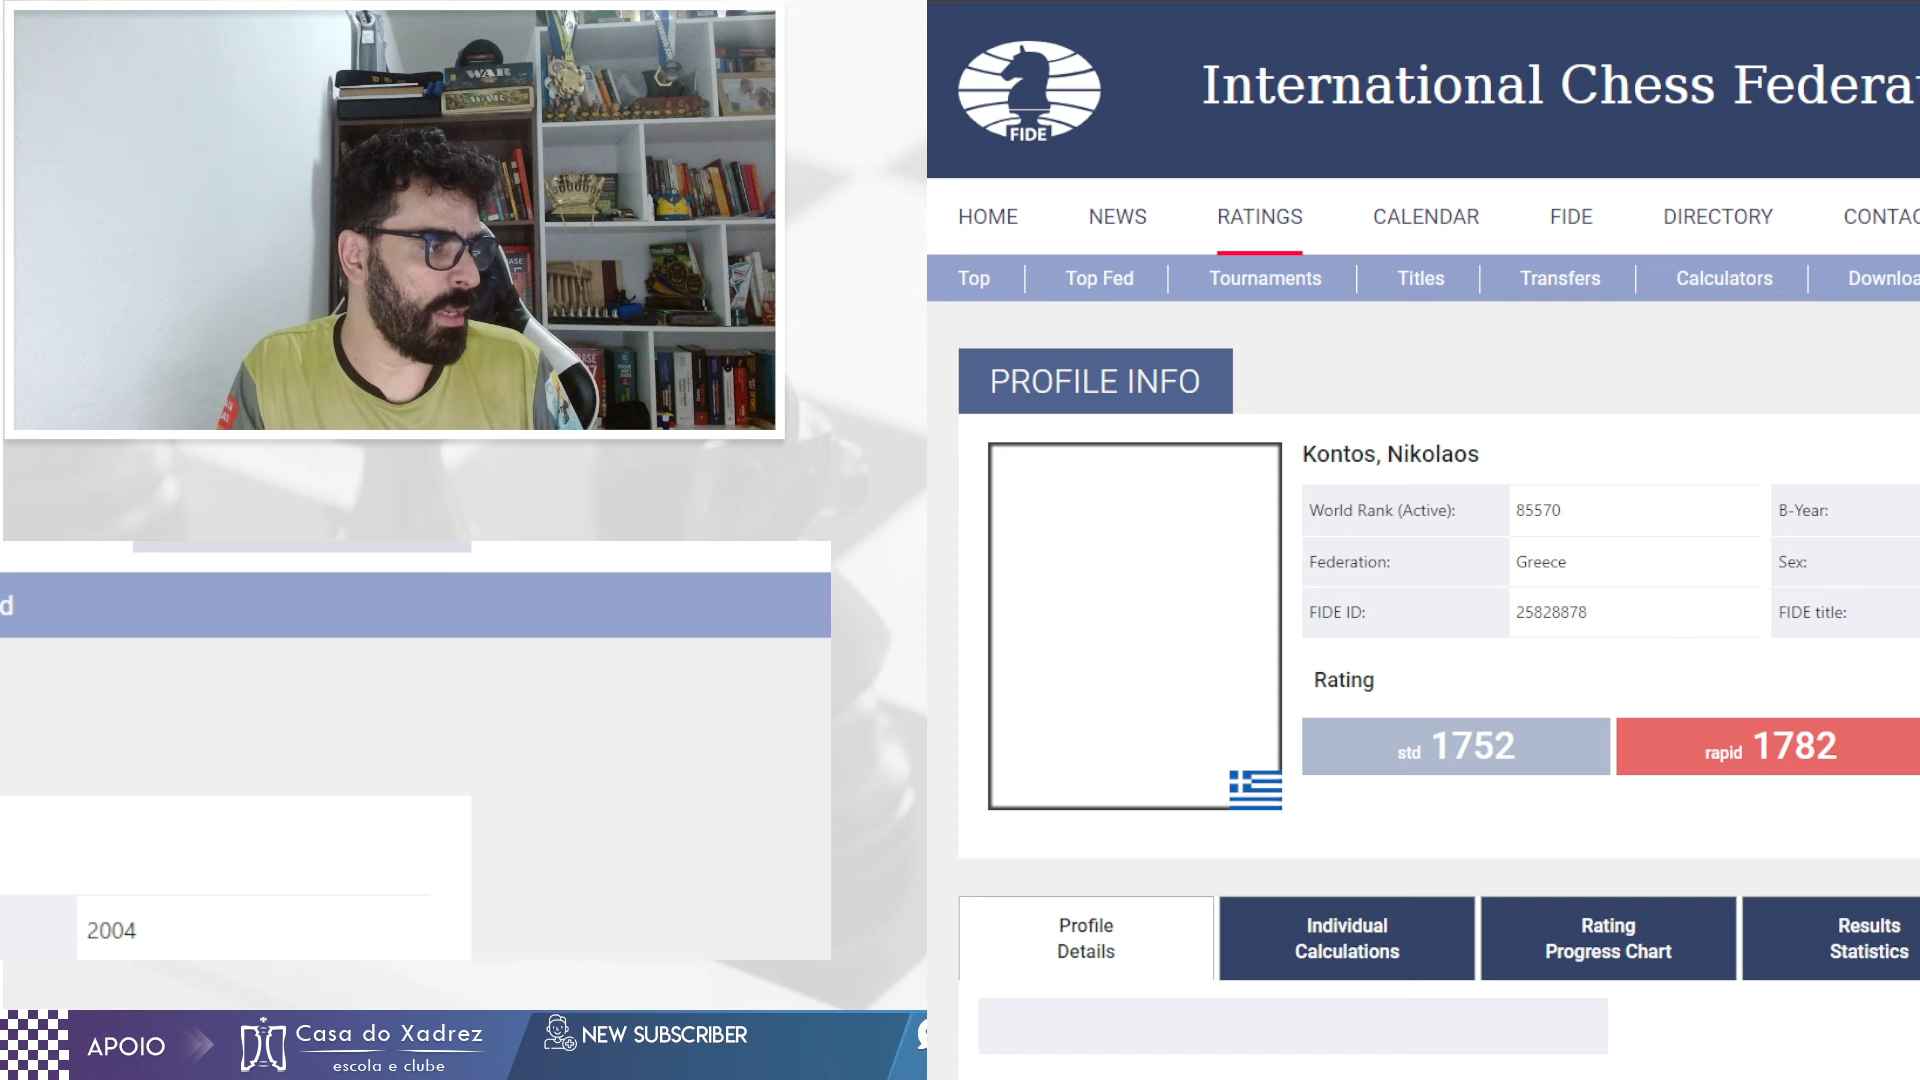 WAR
WAR
d
2004
APOIO
Casa do Xadrez
escola e clube
NEW SUBSCRIBER
FIDE
International Chess Federa
HOME NEWS RATINGS CALENDAR FIDE DIRECTORY CONTAC
Top Top Fed Tournaments Titles Transfers Calculators Downloa
PROFILE INFO
Kontos, Nikolaos
World Rank (Active): 85570 B-Year:
Federation: Greece Sex:
FIDE ID: 25828878 FIDE title:
Rating
std 1752 rapid 1782
Profile Details
Individual Calculations
Rating Progress Chart
Results Statistics